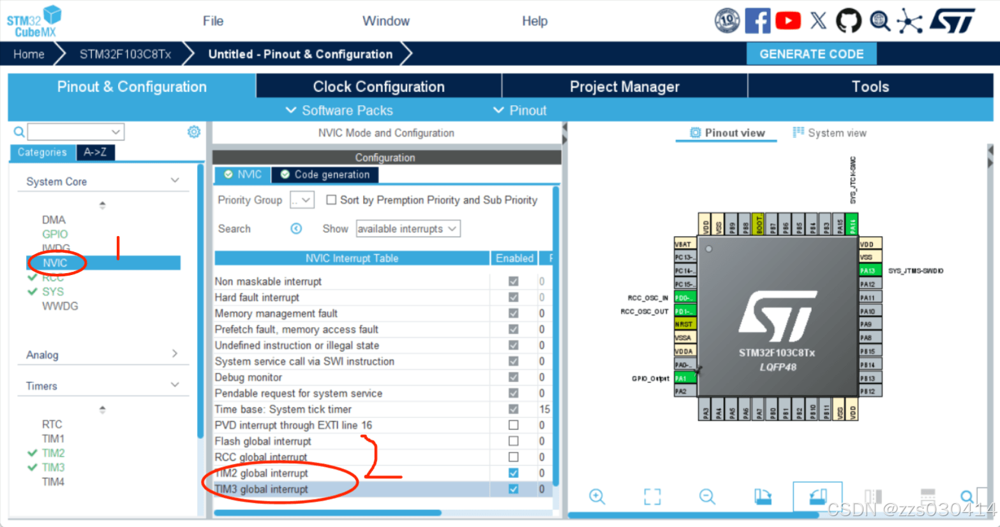 STM32
CubeMX
File
Window
Help
10
Home
STM32F103C8Tx
Untitled - Pinout & Configuration
GENERATE CODE
Pinout & Configuration
Clock Configuration
Project Manager
Tools
Software Packs
Pinout
Categories
A->Z
System Core
DMA
GPIO
IWDG
NVIC
RCC
SYS
WWDG
1
Analog
Timers
RTC
TIM1
TIM2
TIM3
TIM4
NVIC Mode and Configuration
Configuration
NVIC
Code generation
Priority Group
..
Sort by Premption Priority and Sub Priority
Search
Show
available interrupts
NVIC Interrupt Table Enabled
Non maskable interrupt 0
Hard fault interrupt 0
Memory management fault 0
Prefetch fault, memory access fault 0
Undefined instruction or illegal state 0
System service call via SWI instruction 0
Debug monitor 0
Pendable request for system service 0
Time base: System tick timer 15
PVD interrupt through EXTI line 16 0
Flash global interrupt 0
RCC global interrupt 0
TIM2 global interrupt 0
TIM3 global interrupt 0
2
Pinout view
System view
SYS_JTCK-SWC
VDD
VSS
PB9
PB8
BOOT..
PB7
PB6
PB5
PB4
PB3
PA15
PA14
VBAT
PC13-..
PC14-..
PC15-..
RCC_OSC_IN PD0-..
RCC_OSC_OUT PD1-..
NRST
VSSA
VDDA
PA0-..
GPIO_Output PA1
PA2
ST
STM32F103C8Tx
LQFP48
VDD
VSS
PA13 SYS_JTMS-SWDIO
PA12
PA11
PA10
PA9
PA8
PB15
PB14
PB13
PB12
PA3
PA4
PA5
PA6
PA7
PB0
PB1
PB2
PB10
PB11
VSS
VDD
CSDN @zzs030414